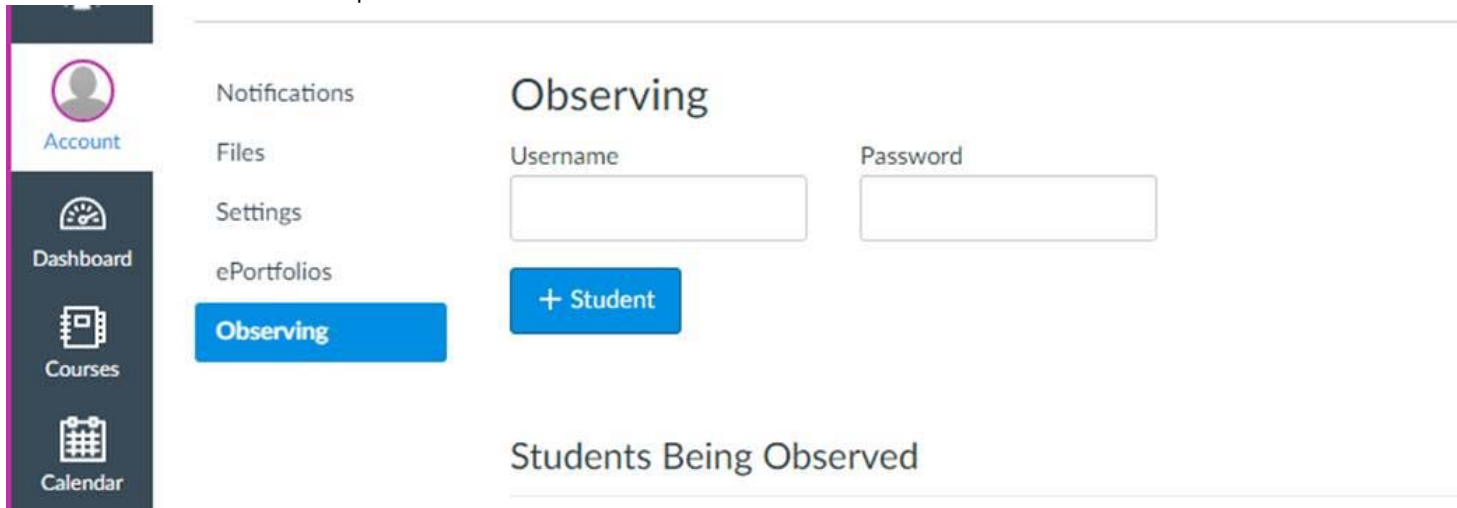 Account
Dashboard
Courses
Calendar
Notifications
Files
Settings
ePortfolios
Observing
Observing
Username Password
+ Student
Students Being Observed